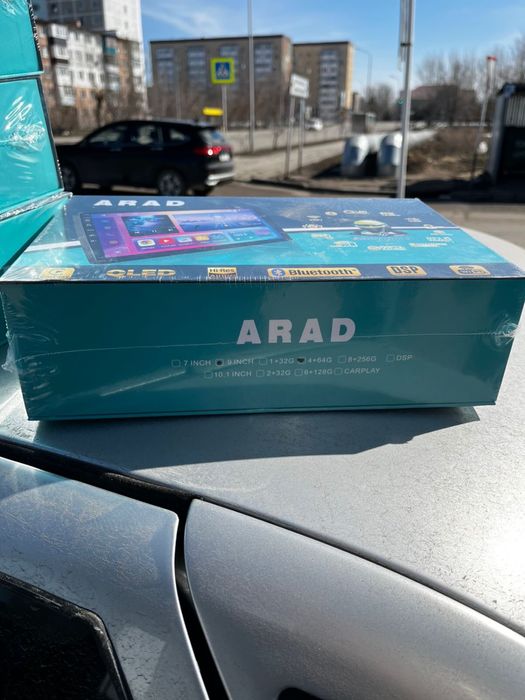 ARAD
QLED
Hi-Res
Bluetooth
DSP
ARAD
7 INCH 9 INCH 1+32G 4+64G 8+256G DSP
10.1 INCH 2+32G 6+128G CARPLAY